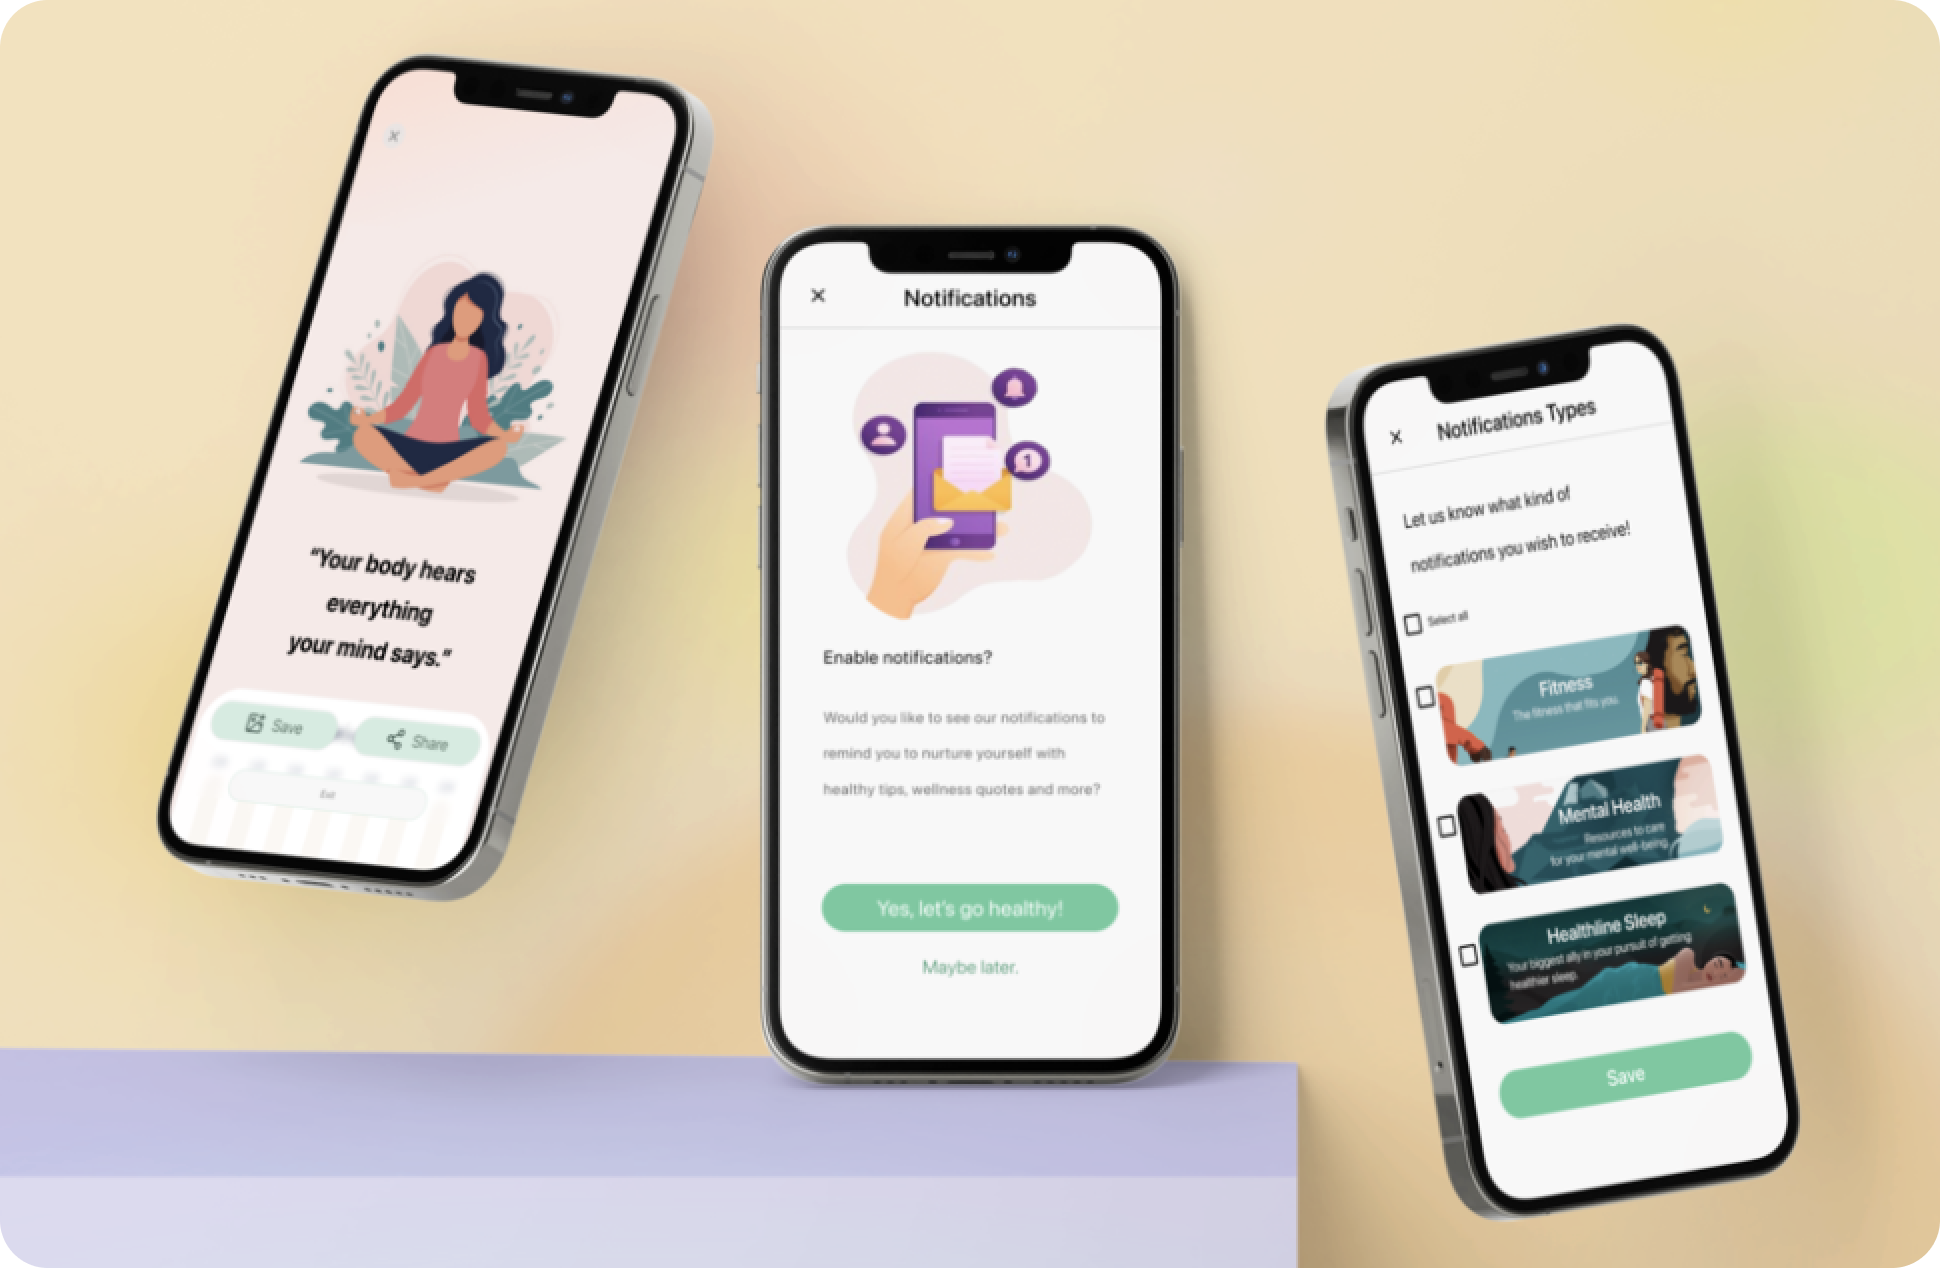 “Your body hears
everything
your mind says.”
Save
Share
Exit
Notifications
1
Enable notifications?
Would you like to see our notifications to
remind you to nurture yourself with
healthy tips, wellness quotes and more?
Yes, let's go healthy!
Maybe later.
Notifications Types
Let us know what kind of
notifications you wish to receive!
Select all
Fitness
The fitness that fits you.
Mental Health
Resources to care
for your mental well-being.
Healthline Sleep
Your biggest ally in your pursuit of getting
healthier sleep.
Save